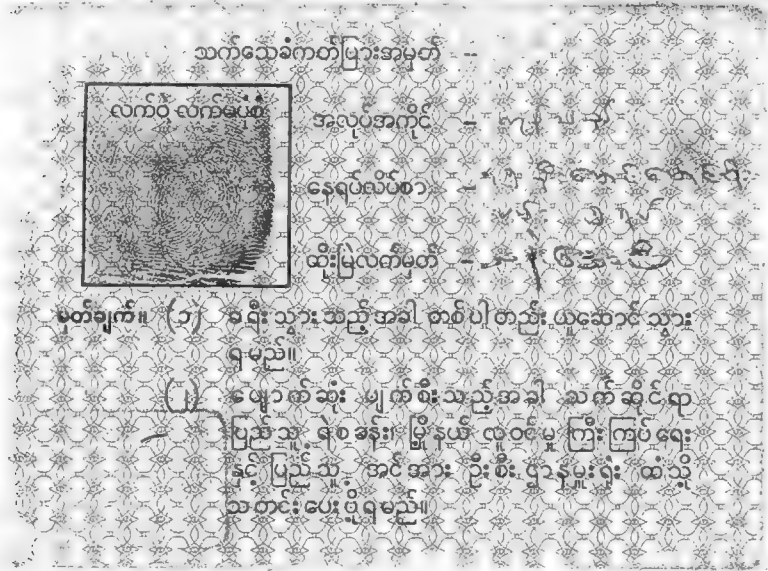 သက်သေခံကတ်ပြားအမှတ် -
လက်ဝဲ လက်မပုံစံ
အလုပ်အကိုင် -
နေရပ်လိပ်စာ -
ထိုးမြဲလက်မှတ် -
မှတ်ချက်။ (၁) ခရီးသွားသည့်အခါ တစ်ပါတည်းယူဆောင်သွား
ရမည်။
(၂) ပျောက်ဆုံး ပျက်စီးသည့်အခါ သက်ဆိုင်ရာ
ပြည်သူ့ရဲစခန်း၊ မြို့နယ် လူဝင်မှု ကြီးကြပ်ရေး
နှင့် ပြည်သူ့ အင်အား ဦးစီးဌာနမှူးရုံး ထံသို့
သတင်းပေးပို့ရမည်။